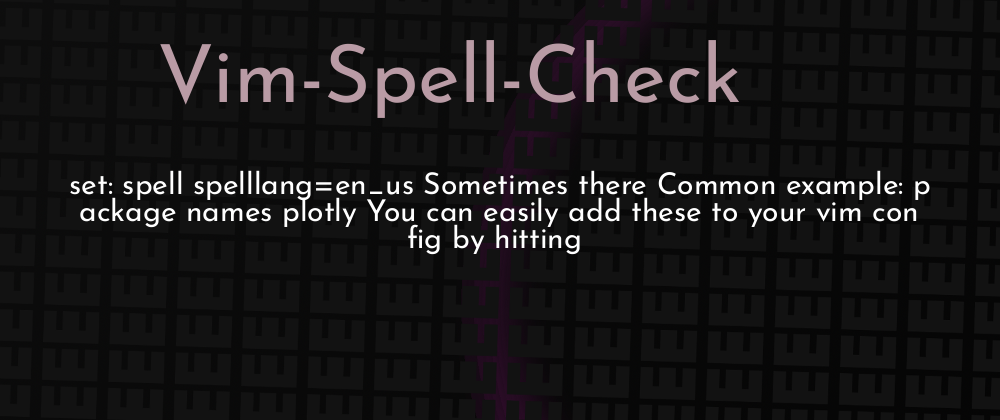 Vim-Spell-Check
set: spell spelllang=en_us Sometimes there Common example: p
ackage names plotly You can easily add these to your vim con
fig by hitting